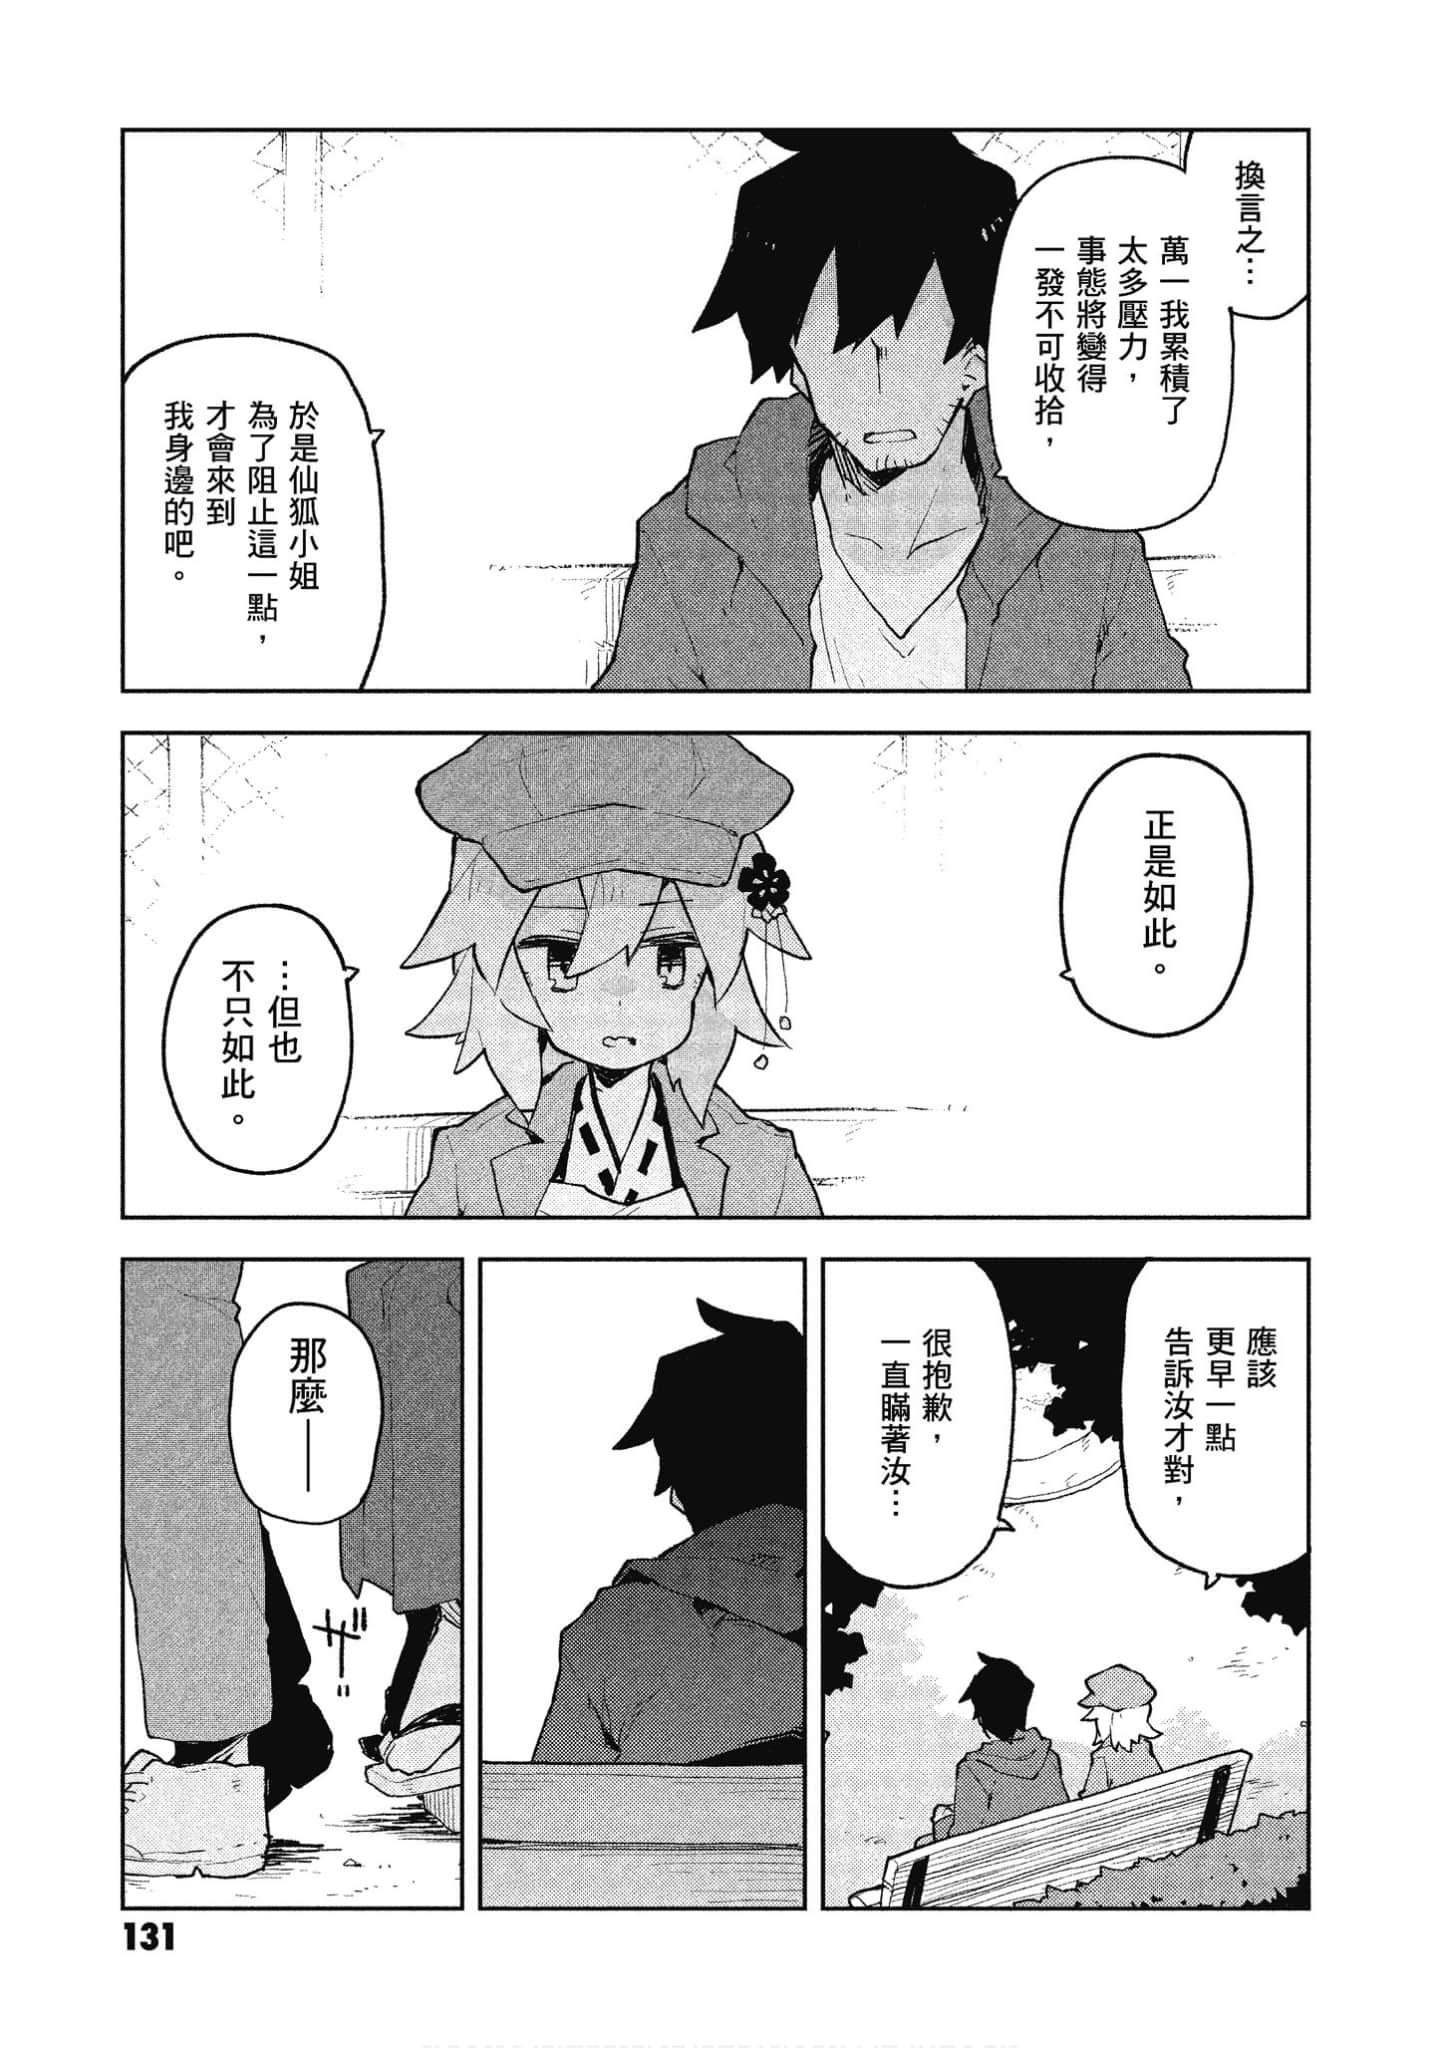 換言之…
萬一我累積了
太多壓力，
事態將變得
一發不可收拾，
於是仙狐小姐
為了阻止這一點，
才會來到
我身邊的吧。
正是如此。
…但也
不只如此。
應該
更早一點
告訴汝才對，
很抱歉，
一直瞞著汝…
那麼——
ザ"
131